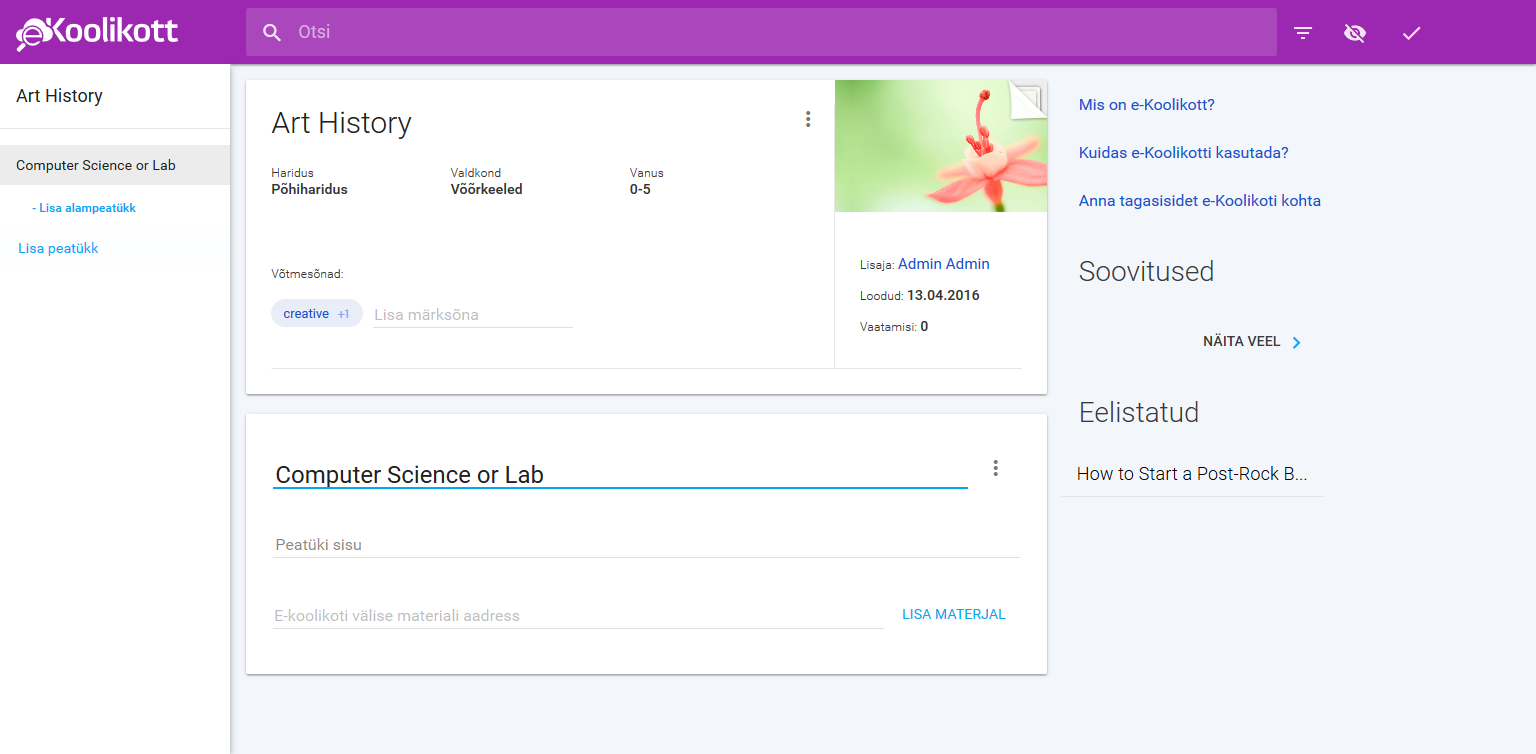 eKoolikott
Otsi
Art History
Computer Science or Lab
- Lisa alampeatükk
Lisa peatükk
Art History
Haridus
Põhiharidus
Valdkond
Võõrkeeled
Vanus
0-5
Võtmesõnad:
creative +1
Lisa märksõna
Lisaja: Admin Admin
Loodud: 13.04.2016
Vaatamisi: 0
Computer Science or Lab
Peatüki sisu
E-koolikoti välise materiali aadress
LISA MATERJAL
Mis on e-Koolikott?
Kuidas e-Koolikotti kasutada?
Anna tagasisidet e-Koolikoti kohta
Soovitused
NÄITA VEEL
Eelistatud
How to Start a Post-Rock B...